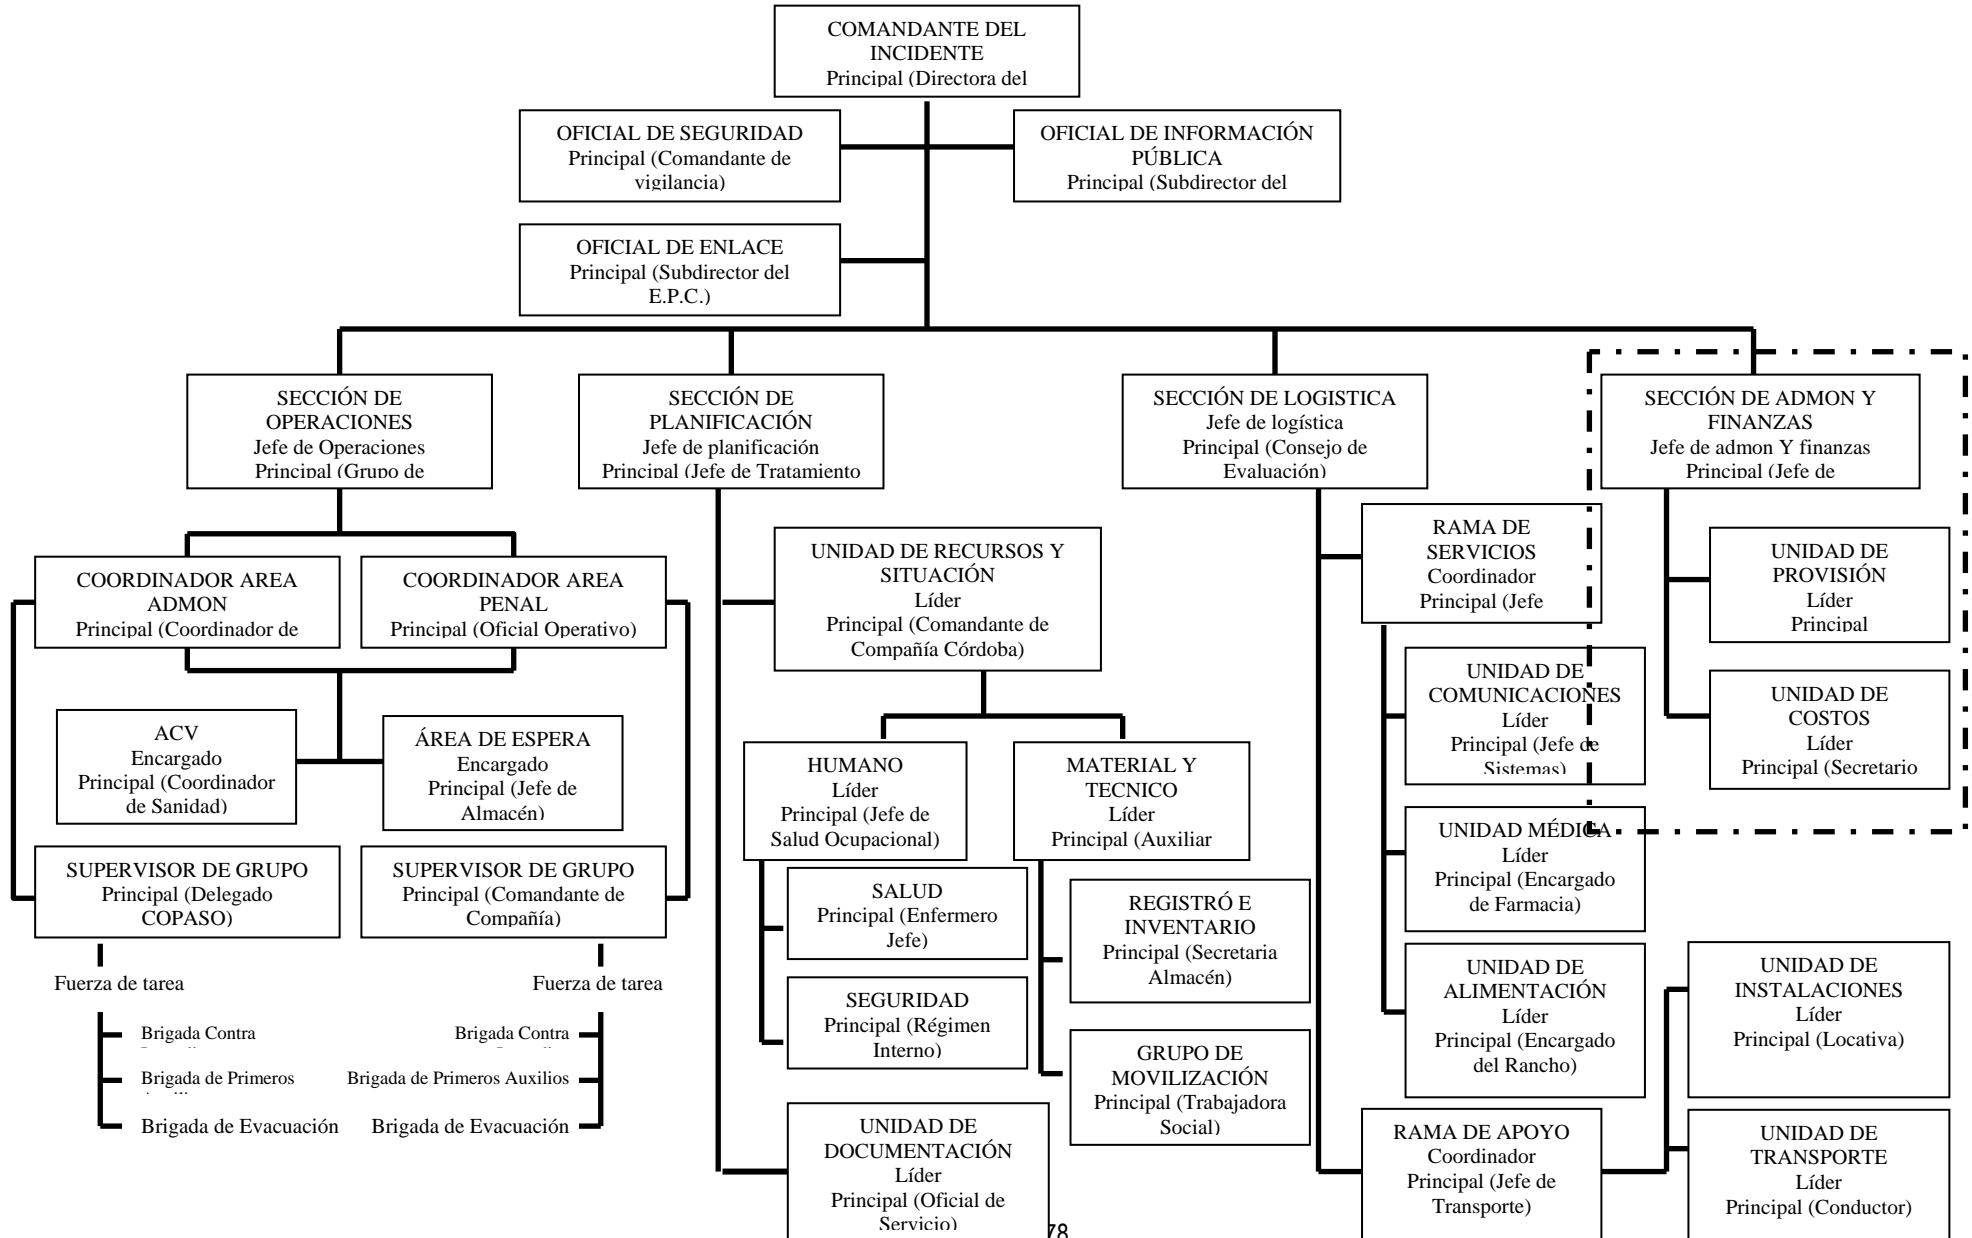 COMANDANTE DEL
INCIDENTE
Principal (Directora del
OFICIAL DE SEGURIDAD
Principal (Comandante de
vigilancia)
OFICIAL DE INFORMACIÓN
PÚBLICA
Principal (Subdirector del
OFICIAL DE ENLACE
Principal (Subdirector del
E.P.C.)
SECCIÓN DE
OPERACIONES
Jefe de Operaciones
Principal (Grupo de
SECCIÓN DE
PLANIFICACIÓN
Jefe de planificación
Principal (Jefe de Tratamiento
SECCIÓN DE LOGISTICA
Jefe de logística
Principal (Consejo de
Evaluación)
SECCIÓN DE ADMON Y
FINANZAS
Jefe de admon Y finanzas
Principal (Jefe de
COORDINADOR AREA
ADMON
Principal (Coordinador de
COORDINADOR AREA
PENAL
Principal (Oficial Operativo)
ACV
Encargado
Principal (Coordinador
de Sanidad)
ÁREA DE ESPERA
Encargado
Principal (Jefe de
Almacén)
SUPERVISOR DE GRUPO
Principal (Delegado
COPASO)
SUPERVISOR DE GRUPO
Principal (Comandante de
Compañía)
Fuerza de tarea
Fuerza de tarea
Brigada Contra
Brigada de Primeros
Brigada de Evacuación
Brigada Contra
Brigada de Primeros Auxilios
Brigada de Evacuación
UNIDAD DE RECURSOS Y
SITUACIÓN
Líder
Principal (Comandante de
Compañía Córdoba)
HUMANO
Líder
Principal (Jefe de
Salud Ocupacional)
MATERIAL Y
TECNICO
Líder
Principal (Auxiliar
SALUD
Principal (Enfermero
Jefe)
SEGURIDAD
Principal (Régimen
Interno)
REGISTRÓ E
INVENTARIO
Principal (Secretaria
Almacén)
GRUPO DE
MOVILIZACIÓN
Principal (Trabajadora
Social)
UNIDAD DE
DOCUMENTACIÓN
Líder
Principal (Oficial de
Servicio)
RAMA DE
SERVICIOS
Coordinador
Principal (Jefe
UNIDAD DE
COMUNICACIONES
Líder
Principal (Jefe de
Sistemas)
UNIDAD MÉDICA
Líder
Principal (Encargado
de Farmacia)
UNIDAD DE
ALIMENTACIÓN
Líder
Principal (Encargado
del Rancho)
RAMA DE APOYO
Coordinador
Principal (Jefe de
Transporte)
UNIDAD DE
PROVISIÓN
Líder
Principal
UNIDAD DE
COSTOS
Líder
Principal (Secretario
UNIDAD DE
INSTALACIONES
Líder
Principal (Locativa)
UNIDAD DE
TRANSPORTE
Líder
Principal (Conductor)
78